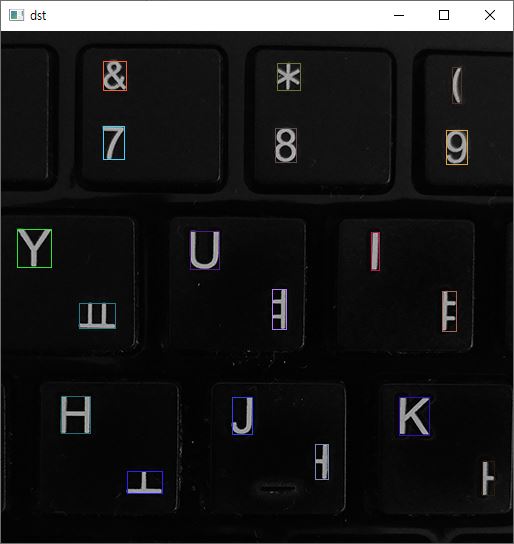 dst
& * (
7 8 9
Y U I
ㅛ ㅕ ㅑ
H J K
ㅗ ㅓ ㅏ